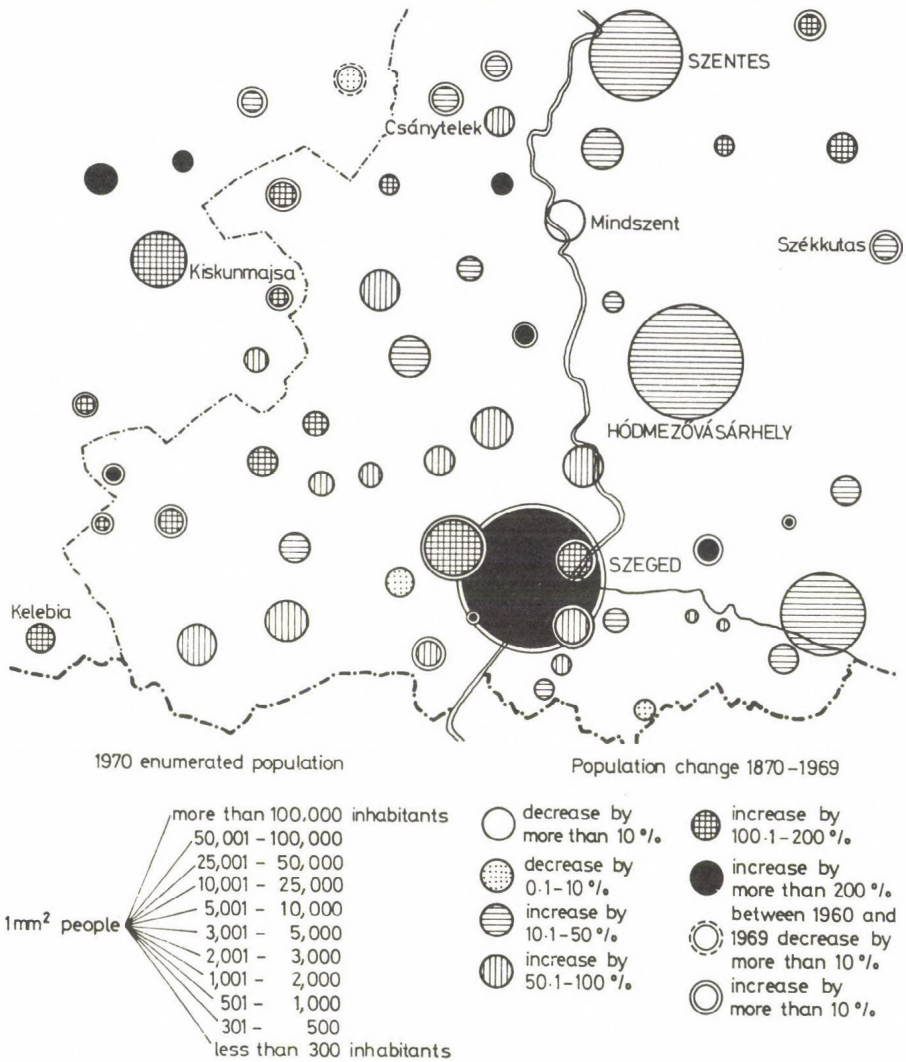 SZENTES
Csánytelek
Mindszent
Székkutas
Kiskunmajsa
HÓDMEZŐVÁSÁRHELY
SZEGED
Kelebia
1970 enumerated population
more than 100,000 inhabitants
50,001 – 100,000
25,001 – 50,000
10,001 – 25,000
5,001 – 10,000
3,001 – 5,000
2,001 – 3,000
1,001 – 2,000
501 – 1,000
301 – 500
less than 300 inhabitants
1mm² people
Population change 1870–1969
decrease by
more than 10 %
decrease by
0·1–10 %
increase by
10·1–50 %
increase by
50·1–100 %
increase by
100·1–200 %
increase by
more than 200 %
between 1960 and
1969 decrease by
more than 10 %
increase by
more than 10 %